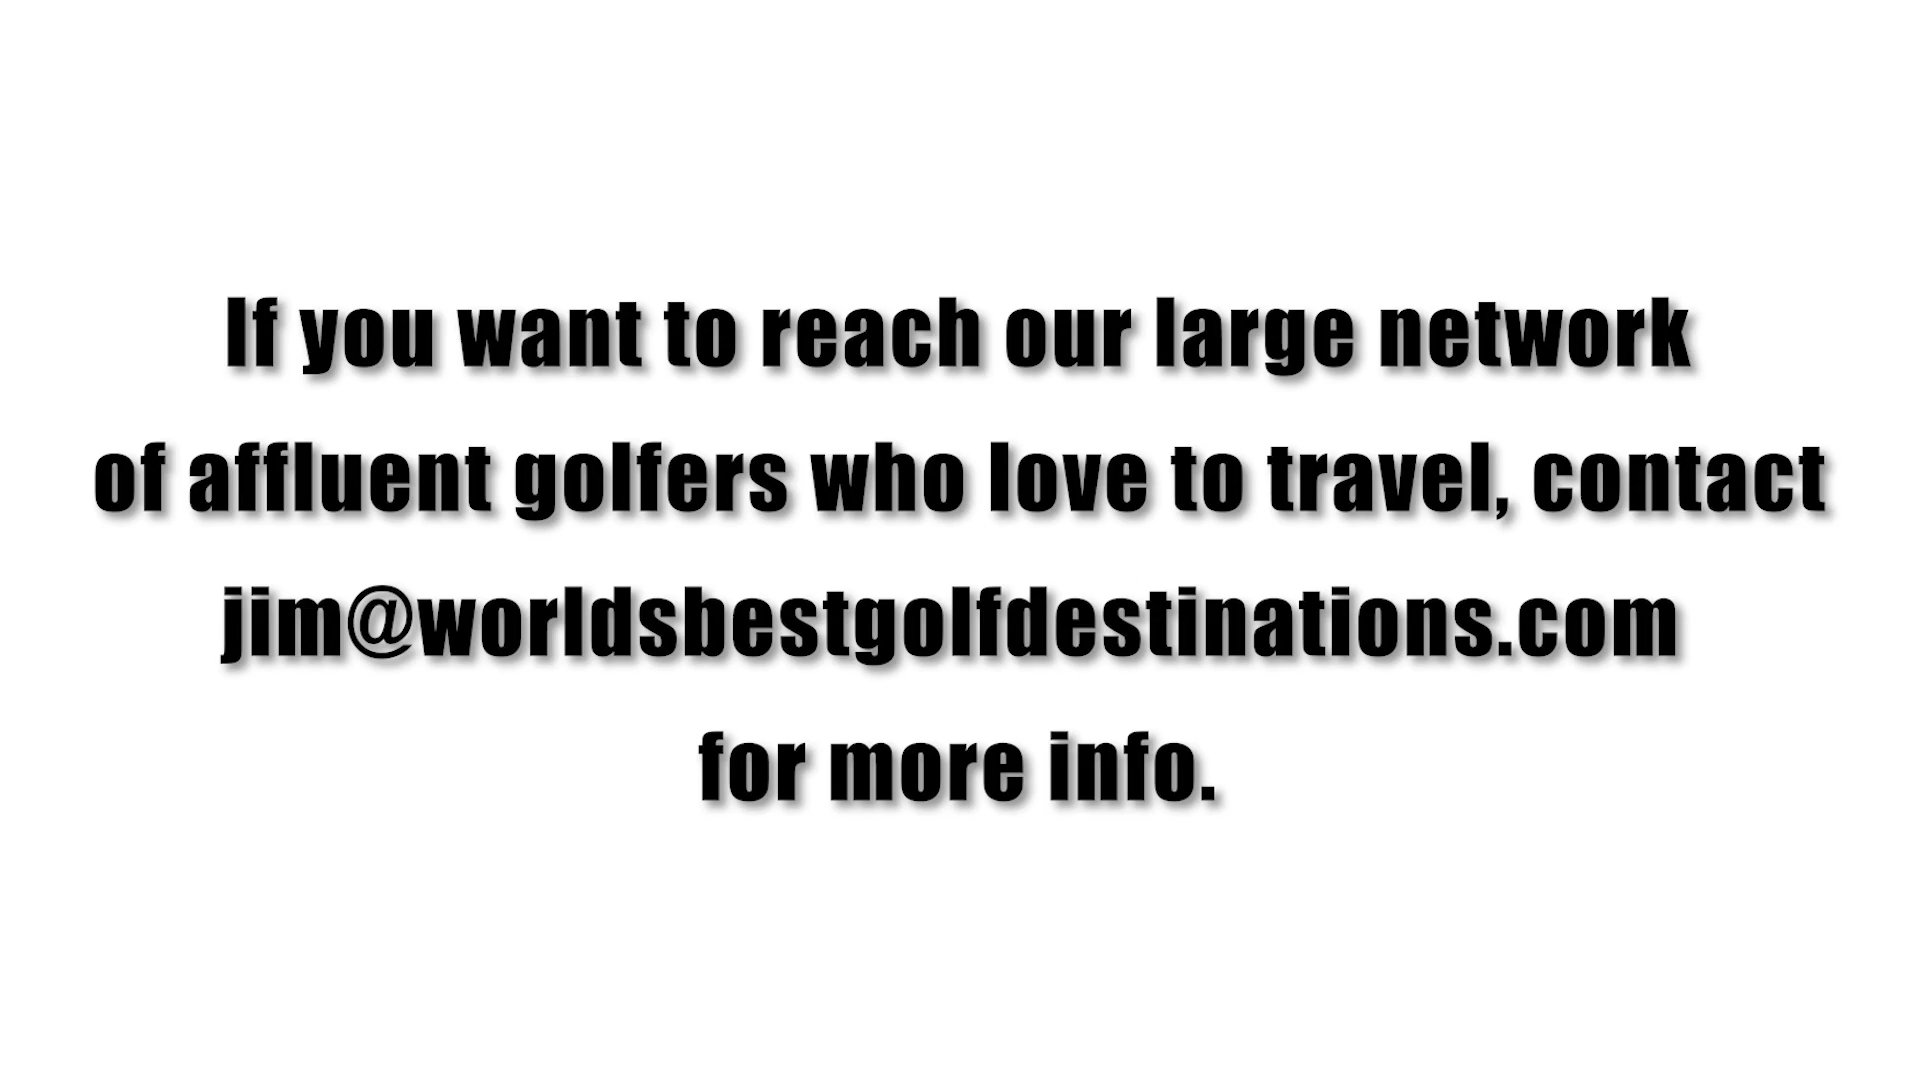 If you want to reach our large network
of affluent golfers who love to travel, contact
jim@worldsbestgolfdestinations.com
for more info.